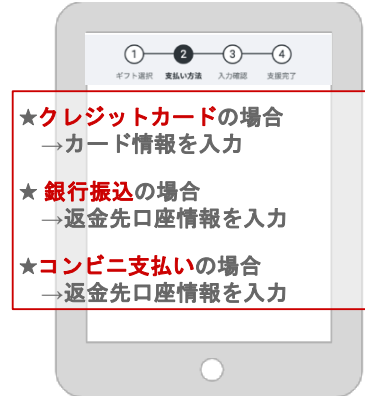 1 2 3 4
ギフト選択 支払い方法 入力確認 支援完了
★クレジットカードの場合
→カード情報を入力
★ 銀行振込の場合
→返金先口座情報を入力
★コンビニ支払いの場合
→返金先口座情報を入力